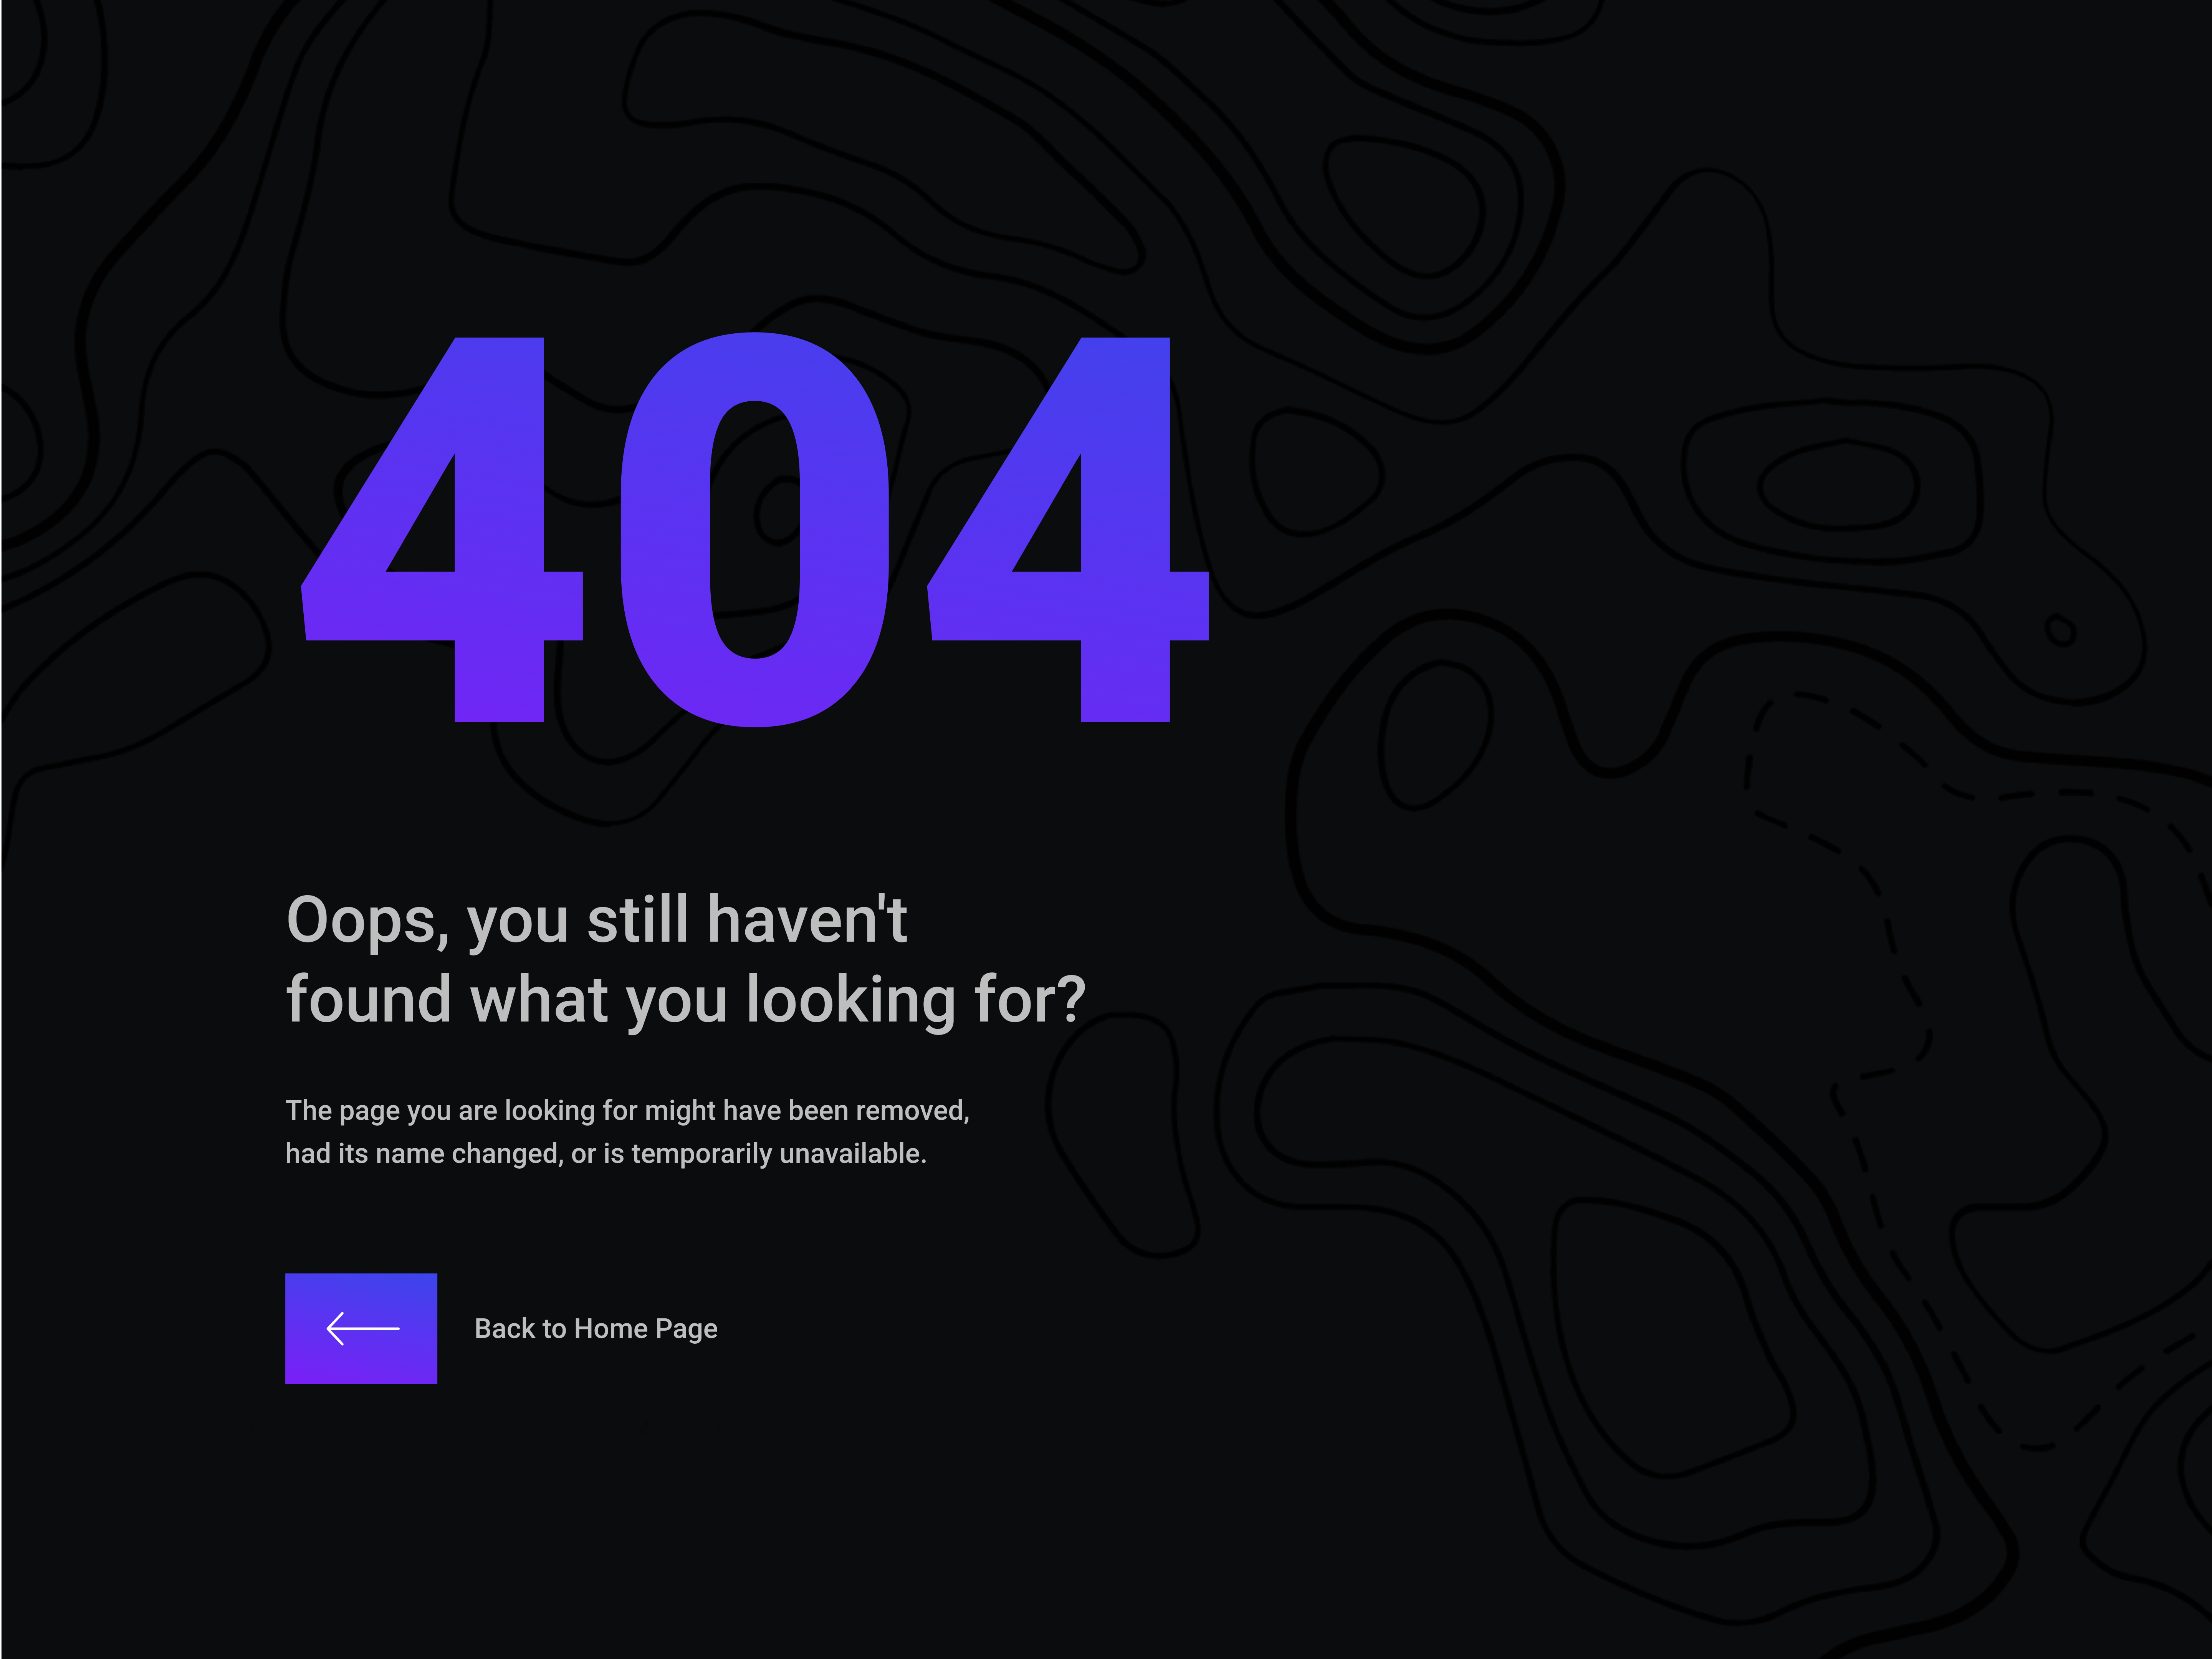 404
Oops, you still haven't
found what you looking for?
The page you are looking for might have been removed,
had its name changed, or is temporarily unavailable.
Back to Home Page